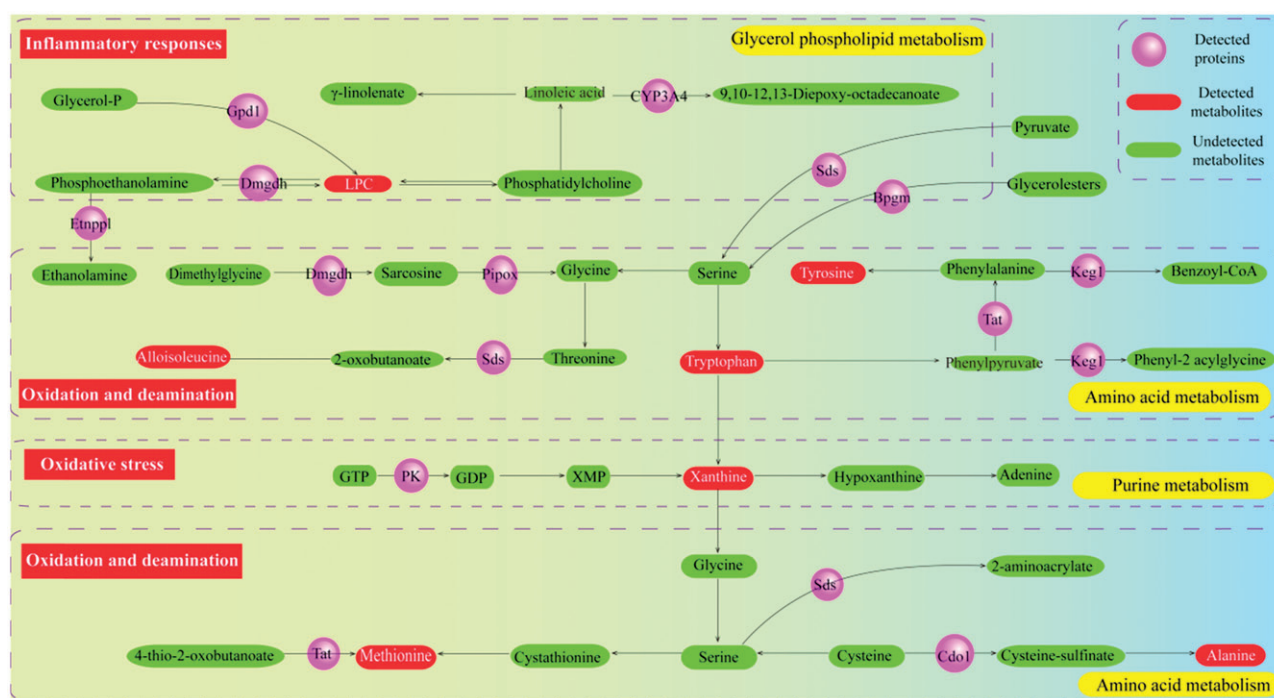 Inflammatory responses
Glycerol phospholipid metabolism
Detected
proteins
Detected
metabolites
Undetected
metabolites
Glycerol-P
Gpd1
γ-linolenate
Linoleic acid
CYP3A4
9,10-12,13-Diepoxy-octadecanoate
Pyruvate
Phosphoethanolamine
Dmgdh
LPC
Phosphatidylcholine
Sds
Bpgm
Glycerolesters
Etnppl
Ethanolamine
Dimethylglycine
Dmgdh
Sarcosine
Pipox
Glycine
Serine
Tyrosine
Phenylalanine
Keg1
Benzoyl-CoA
Tat
Alloisoleucine
2-oxobutanoate
Sds
Threonine
Tryptophan
Phenylpyruvate
Keg1
Phenyl-2 acylglycine
Oxidation and deamination
Amino acid metabolism
Oxidative stress
GTP
PK
GDP
XMP
Xanthine
Hypoxanthine
Adenine
Purine metabolism
Oxidation and deamination
Glycine
Sds
2-aminoacrylate
4-thio-2-oxobutanoate
Tat
Methionine
Cystathionine
Serine
Cysteine
Cdo1
Cysteine-sulfinate
Alanine
Amino acid metabolism